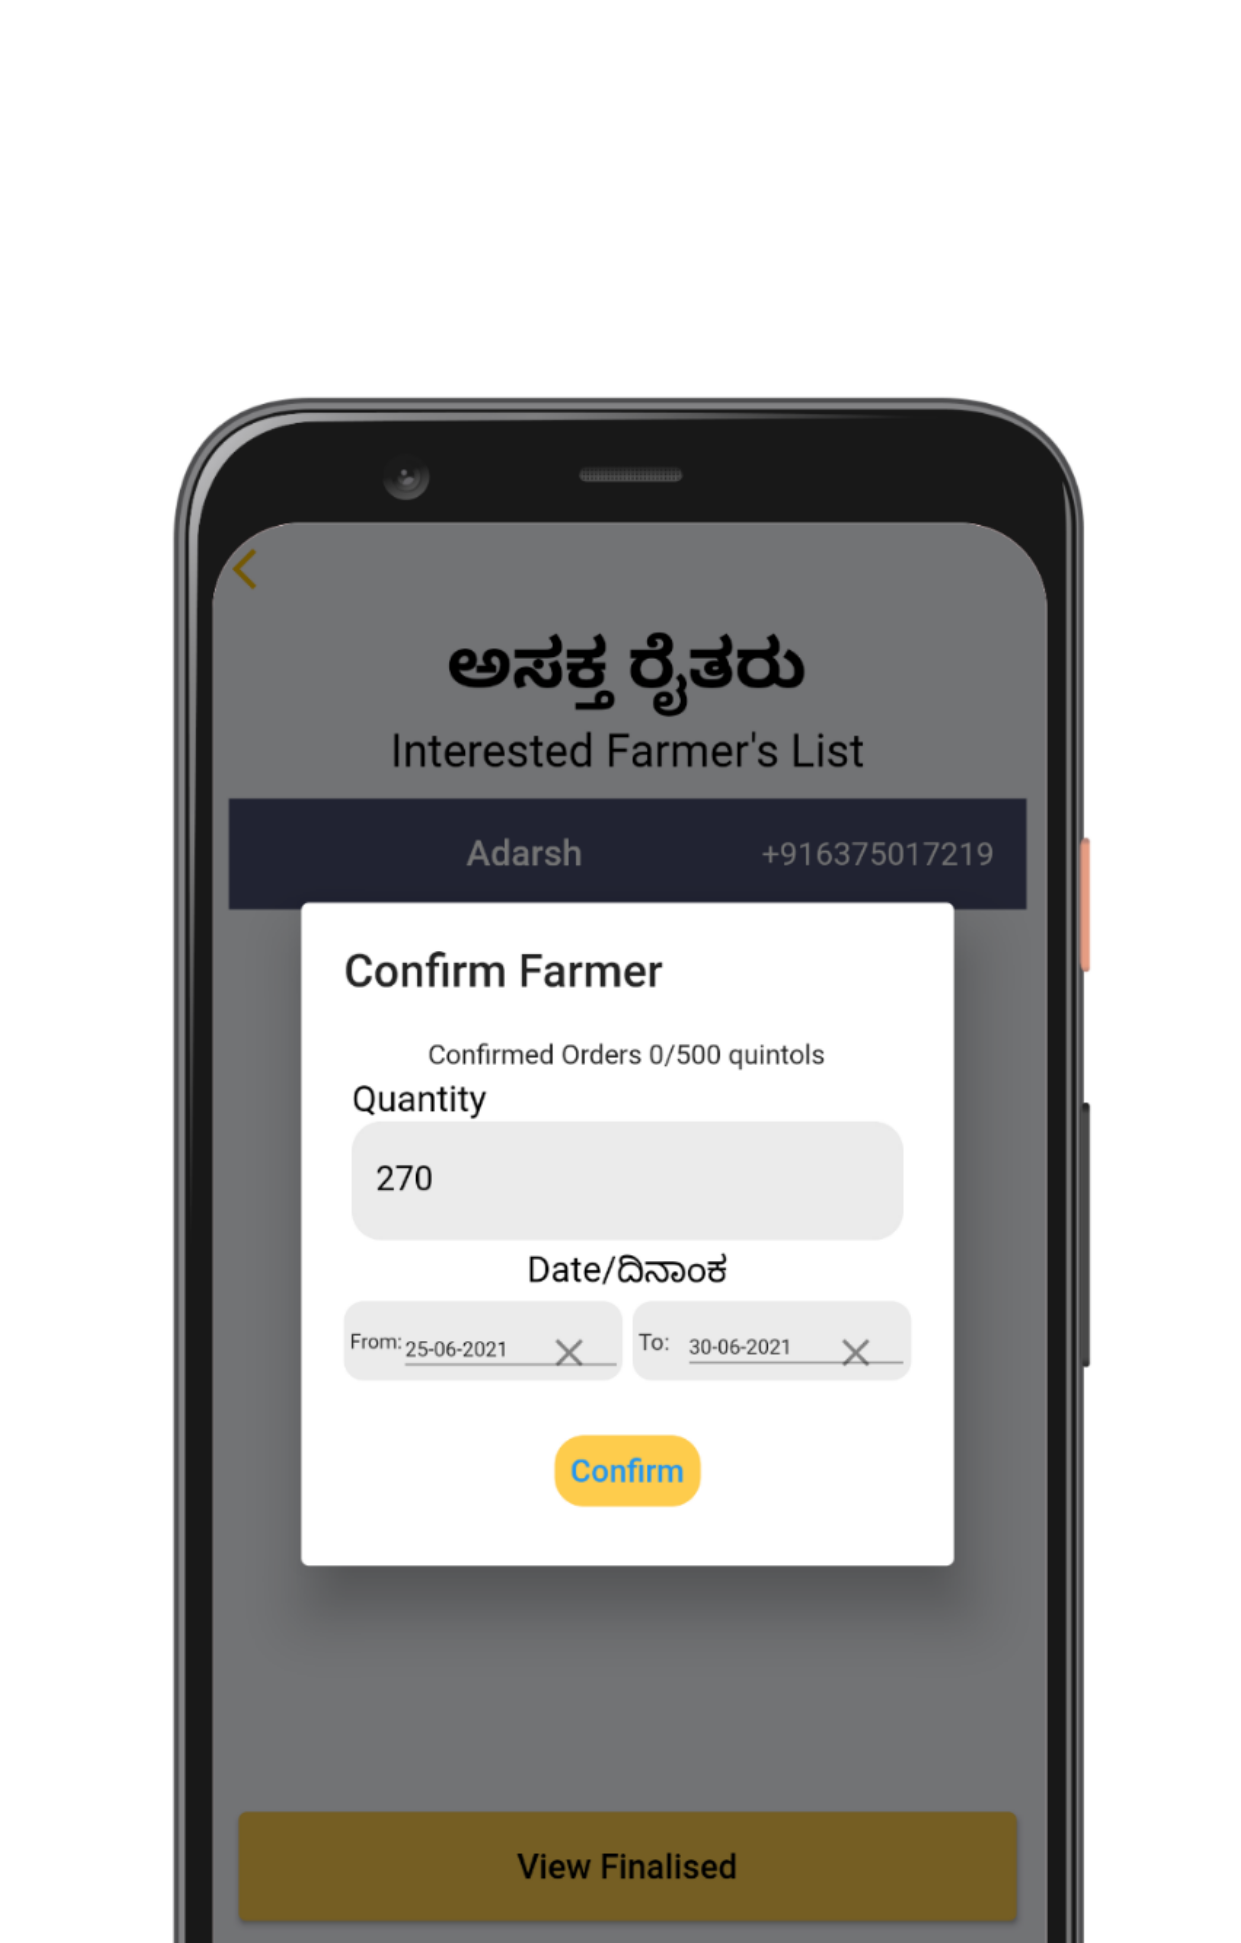 ಅಸಕ್ತ ರೈತರು
Interested Farmer's List
Adarsh +916375017219
Confirm Farmer
Confirmed Orders 0/500 quintols
Quantity
270
Date/ದಿನಾಂಕ
From: 25-06-2021 To: 30-06-2021
Confirm
View Finalised